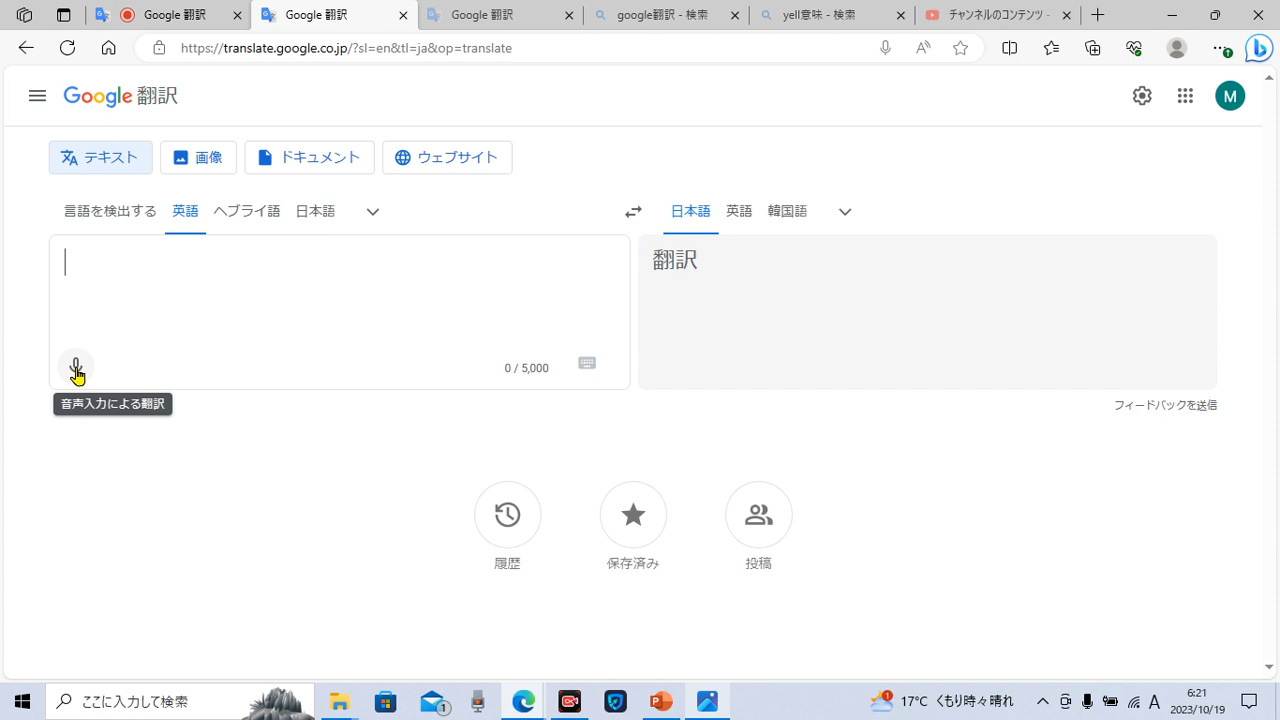 Google 翻訳
Google 翻訳
Google 翻訳
google翻訳 - 検索
yell意味 - 検索
チャンネルのコンテンツ -
https://translate.google.co.jp/?sl=en&tl=ja&op=translate
Google 翻訳
M
テキスト
画像
ドキュメント
ウェブサイト
言語を検出する 英語 ヘブライ語 日本語
日本語 英語 韓国語
翻訳
0 / 5,000
音声入力による翻訳
フィードバックを送信
履歴
保存済み
投稿
ここに入力して検索
1
1
17°C くもり時々晴れ
A
6:21
2023/10/19